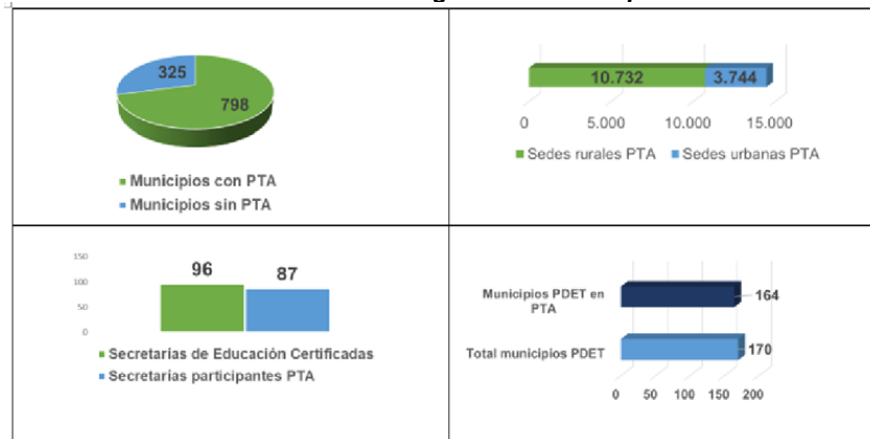 325
798
Municipios con PTA
Municipios sin PTA
10.732 3.744
0 5.000 10.000 15.000
Sedes rurales PTA Sedes urbanas PTA
150
100
50
0
96 87
Secretarias de Educación Certificadas
Secretarias participantes PTA
Municipios PDET en
PTA
164
Total municipios PDET
170
0 50 100 150 200